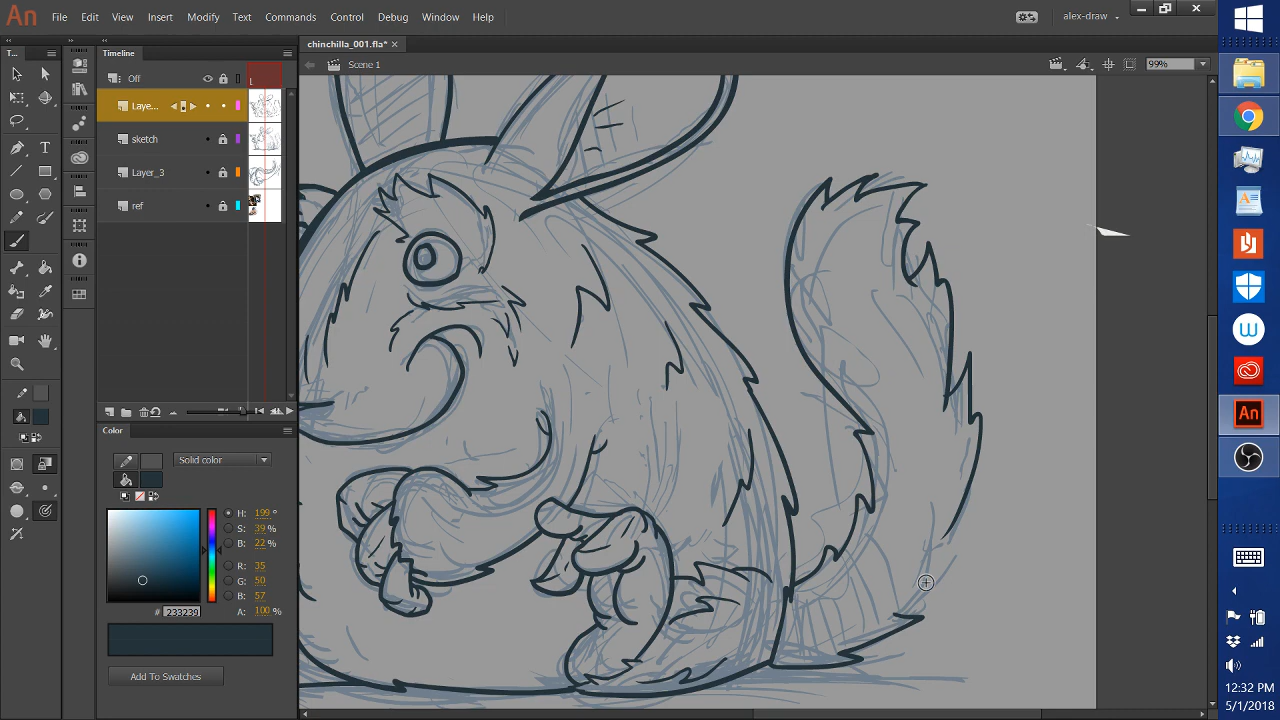 An File Edit View Insert Modify Text Commands Control Debug Window Help alex-draw
T... Timeline chinchilla_001.fla* ×
Off 1 Scene 1 99%
Laye...
sketch
Layer_3
ref
Color
Solid color
H: 199 °
S: 39 %
B: 22 %
R: 35
G: 50
B: 57
# 233239 A: 100 %
Add To Swatches
An
12:32 PM
5/1/2018